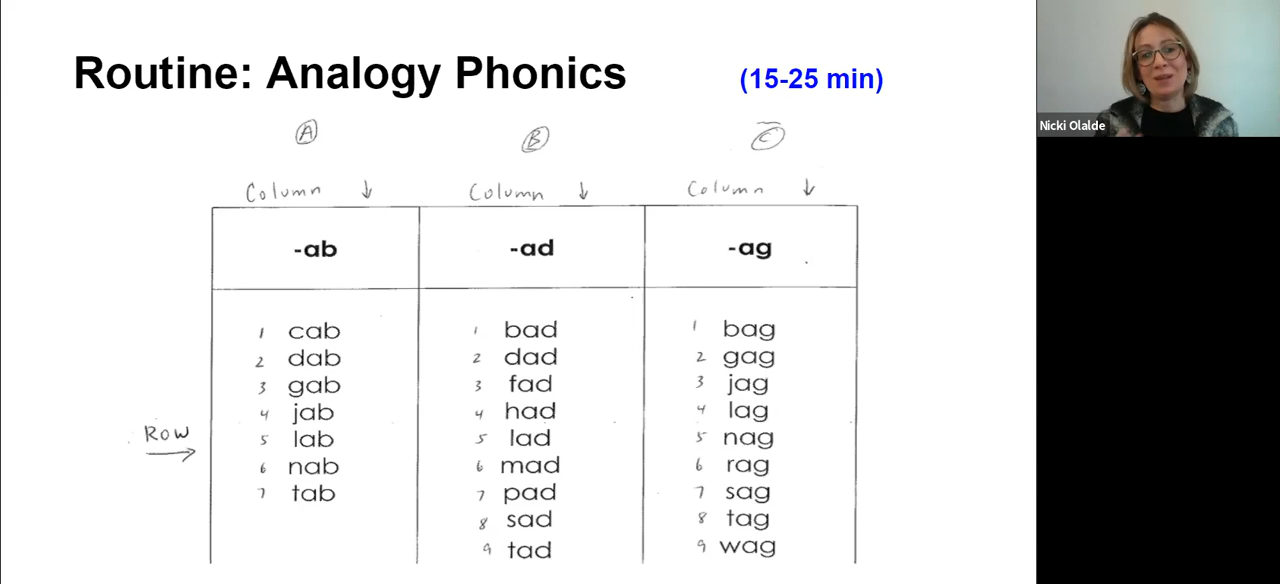 Routine: Analogy Phonics (15-25 min)
A B C
Column ↓ Column ↓ Column ↓
-ab -ad -ag
1 cab 1 bad 1 bag
2 dab 2 dad 2 gag
3 gab 3 fad 3 jag
4 jab 4 had 4 lag
Row →
5 lab 5 lad 5 nag
6 nab 6 mad 6 rag
7 tab 7 pad 7 sag
8 sad 8 tag
9 tad 9 wag
Nicki Olalde